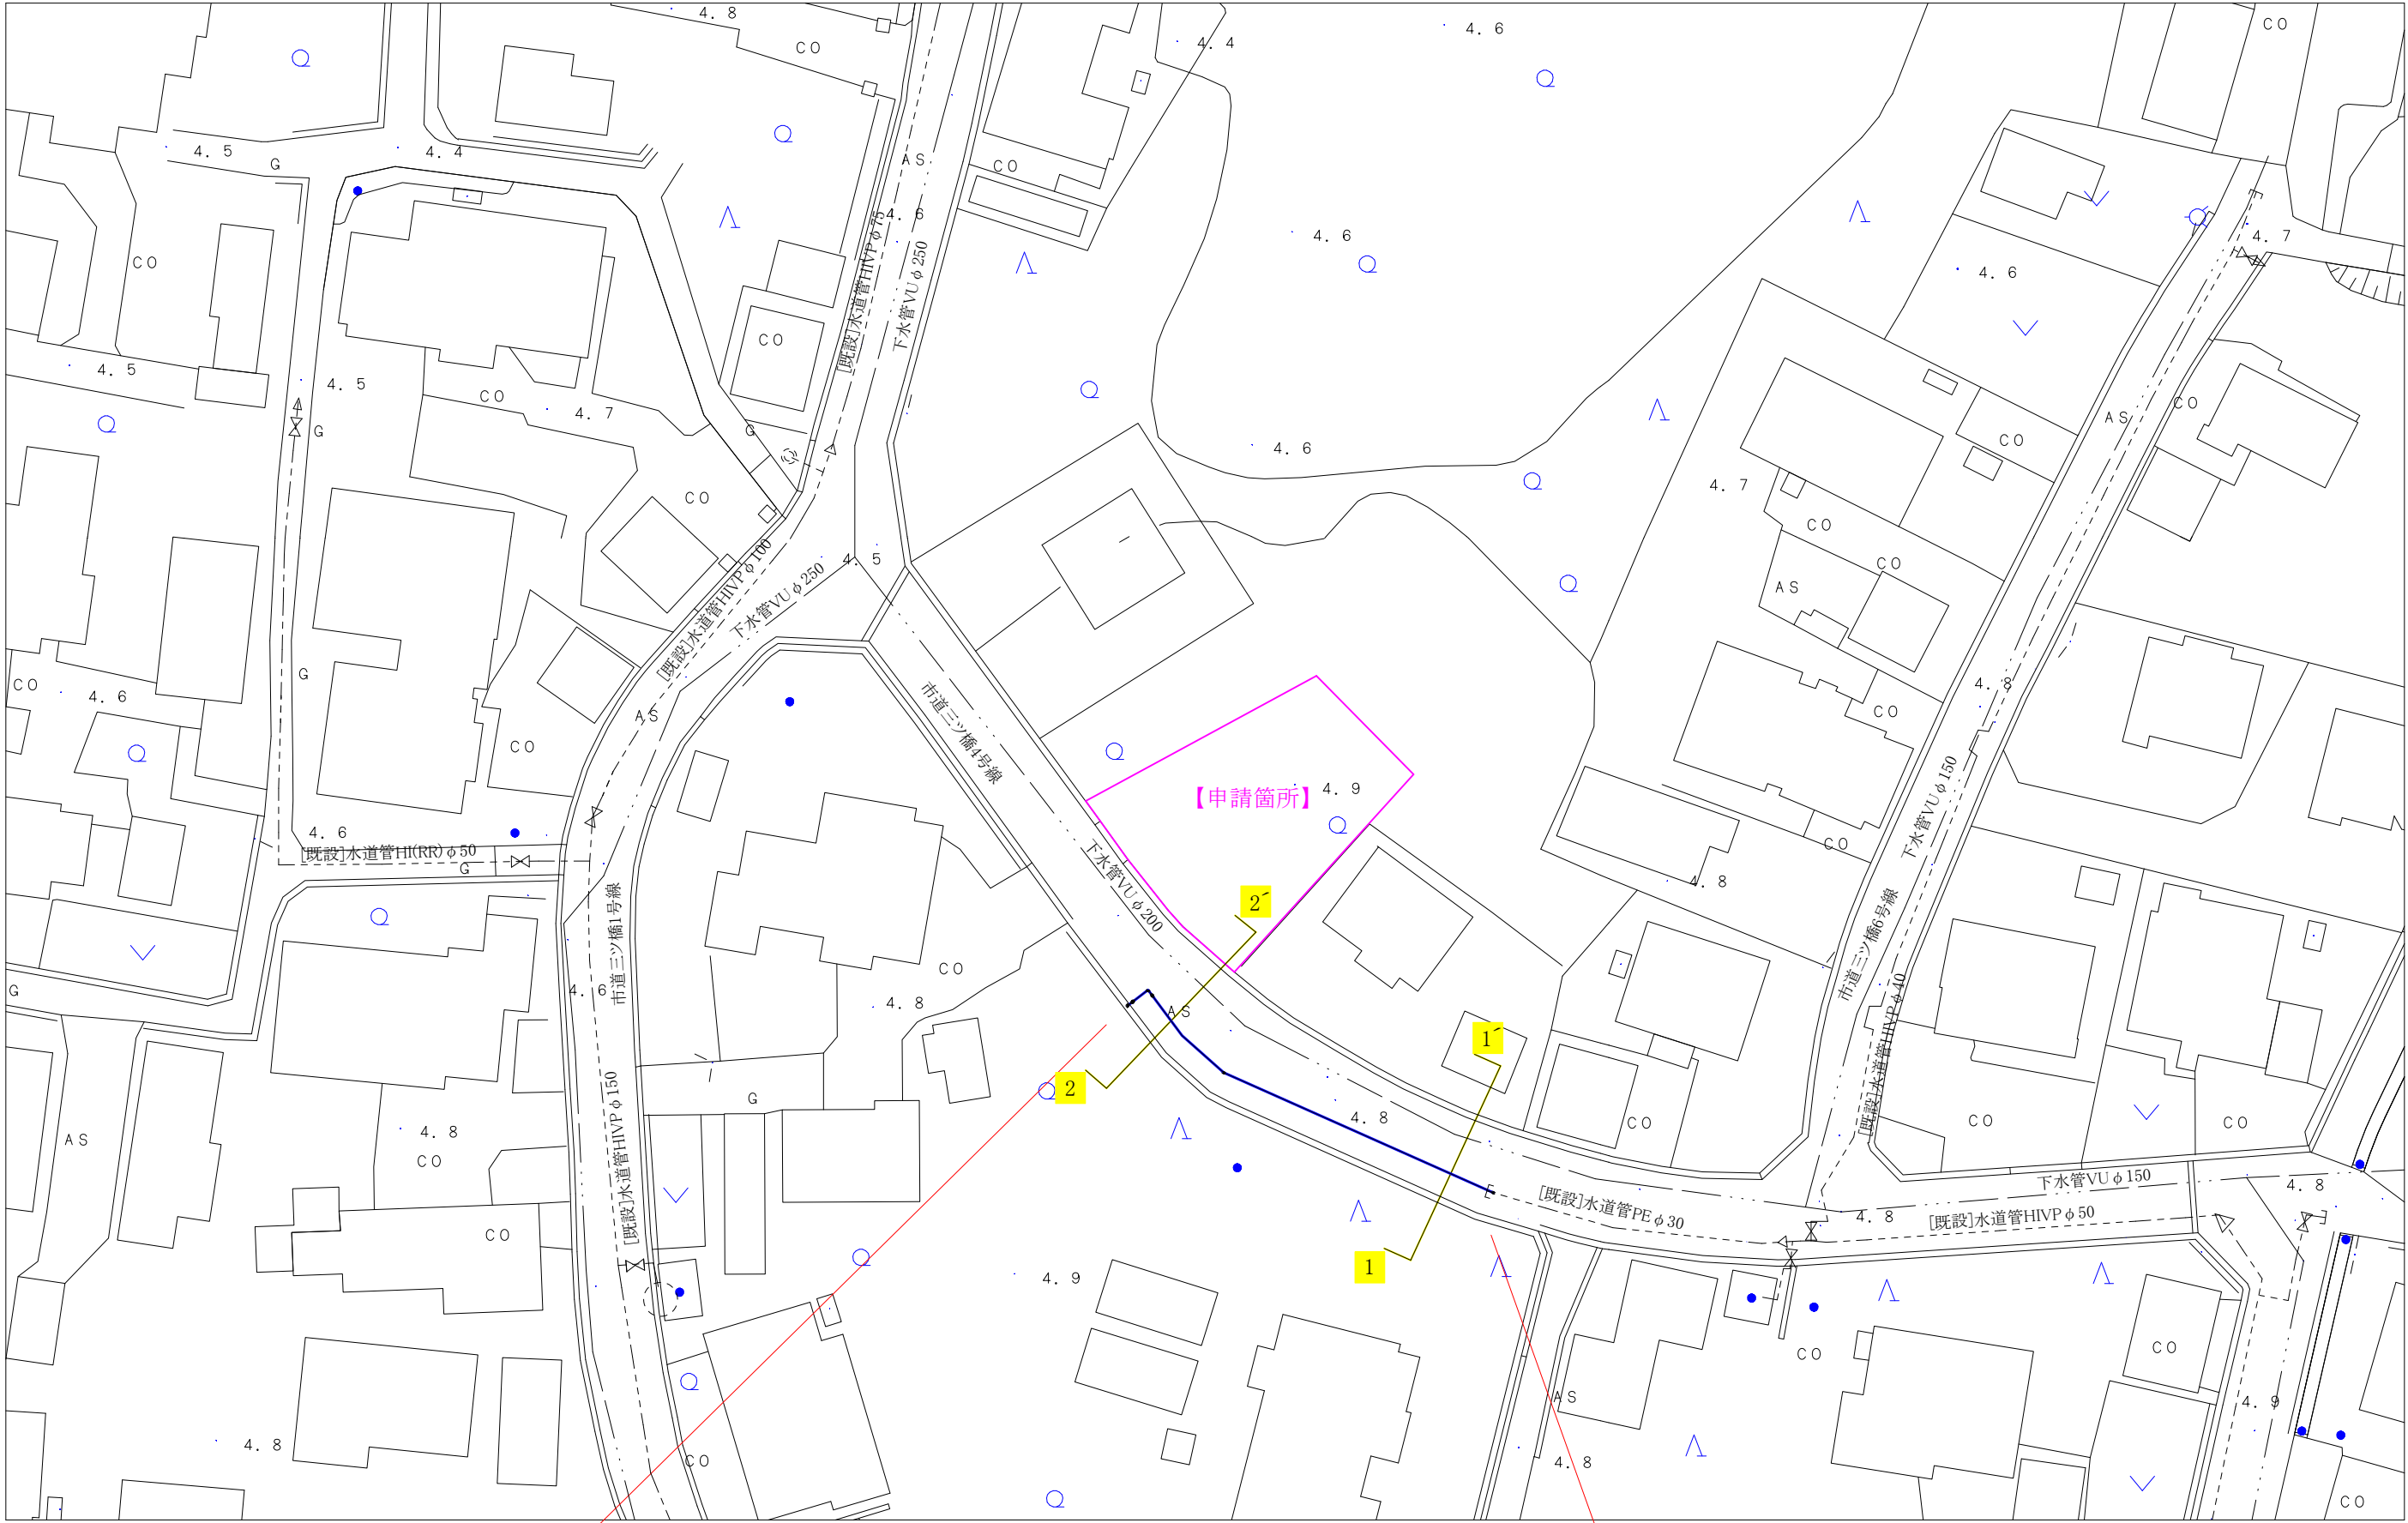 4.8
CO
4.4
4.6
CO
4.5
G
4.4
AS
CO
4.6
[既設]水道管HIVPφ75
下水管VUφ250
4.6
4.7
4.6
CO
CO
4.5
4.5
CO
4.7
G
G
4.6
AS
CO
CO
4.7
CO
CO
CO
AS
4.5
[既設]水道管HIVPφ100
下水管VUφ250
G
CO
4.6
AS
CO
市道三ツ橋4号線
4.8
CO
下水管VUφ150
【申請箇所】
4.9
4.6
[既設]水道管HI(RR)φ50
G
CO
下水管VUφ200
4.8
2´
市道三ツ橋1号線
市道三ツ橋6号線
CO
G
4.6
4.8
AS
[既設]水道管HIVPφ40
1´
2
[既設]水道管HIVPφ150
G
4.8
AS
4.8
CO
CO
CO
CO
下水管VUφ150
4.8
[既設]水道管PEφ30
4.8
[既設]水道管HIVPφ50
CO
1
4.9
CO
CO
AS
4.9
4.8
CO
4.8
CO